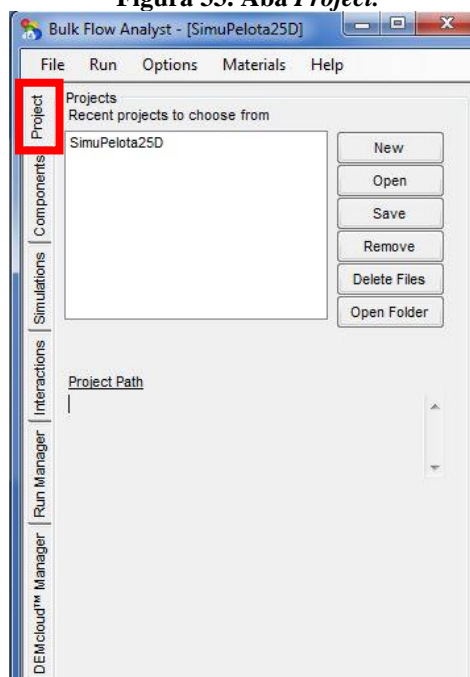 Figura 33. Aba Project.
Bulk Flow Analyst - [SimuPelota25D]
File Run Options Materials Help
Project
Components
Simulations
Interactions
Run Manager
DEMcloud™ Manager
Projects
Recent projects to choose from
SimuPelota25D
New
Open
Save
Remove
Delete Files
Open Folder
Project Path